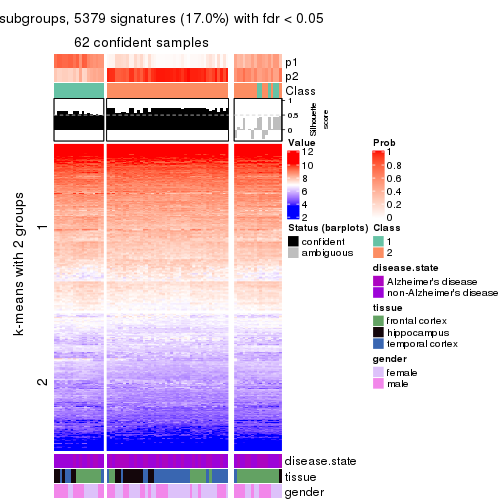 subgroups, 5379 signatures (17.0%) with fdr < 0.05
62 confident samples
p1
p2
Class
1
0.5
0
Silhouette
score
k-means with 2 groups
1
2
Value
12
10
8
6
4
2
Prob
1
0.8
0.6
0.4
0.2
0
Status (barplots)
confident
ambiguous
Class
1
2
disease.state
Alzheimer's disease
non-Alzheimer's disease
tissue
frontal cortex
hippocampus
temporal cortex
gender
female
male
disease.state
tissue
gender